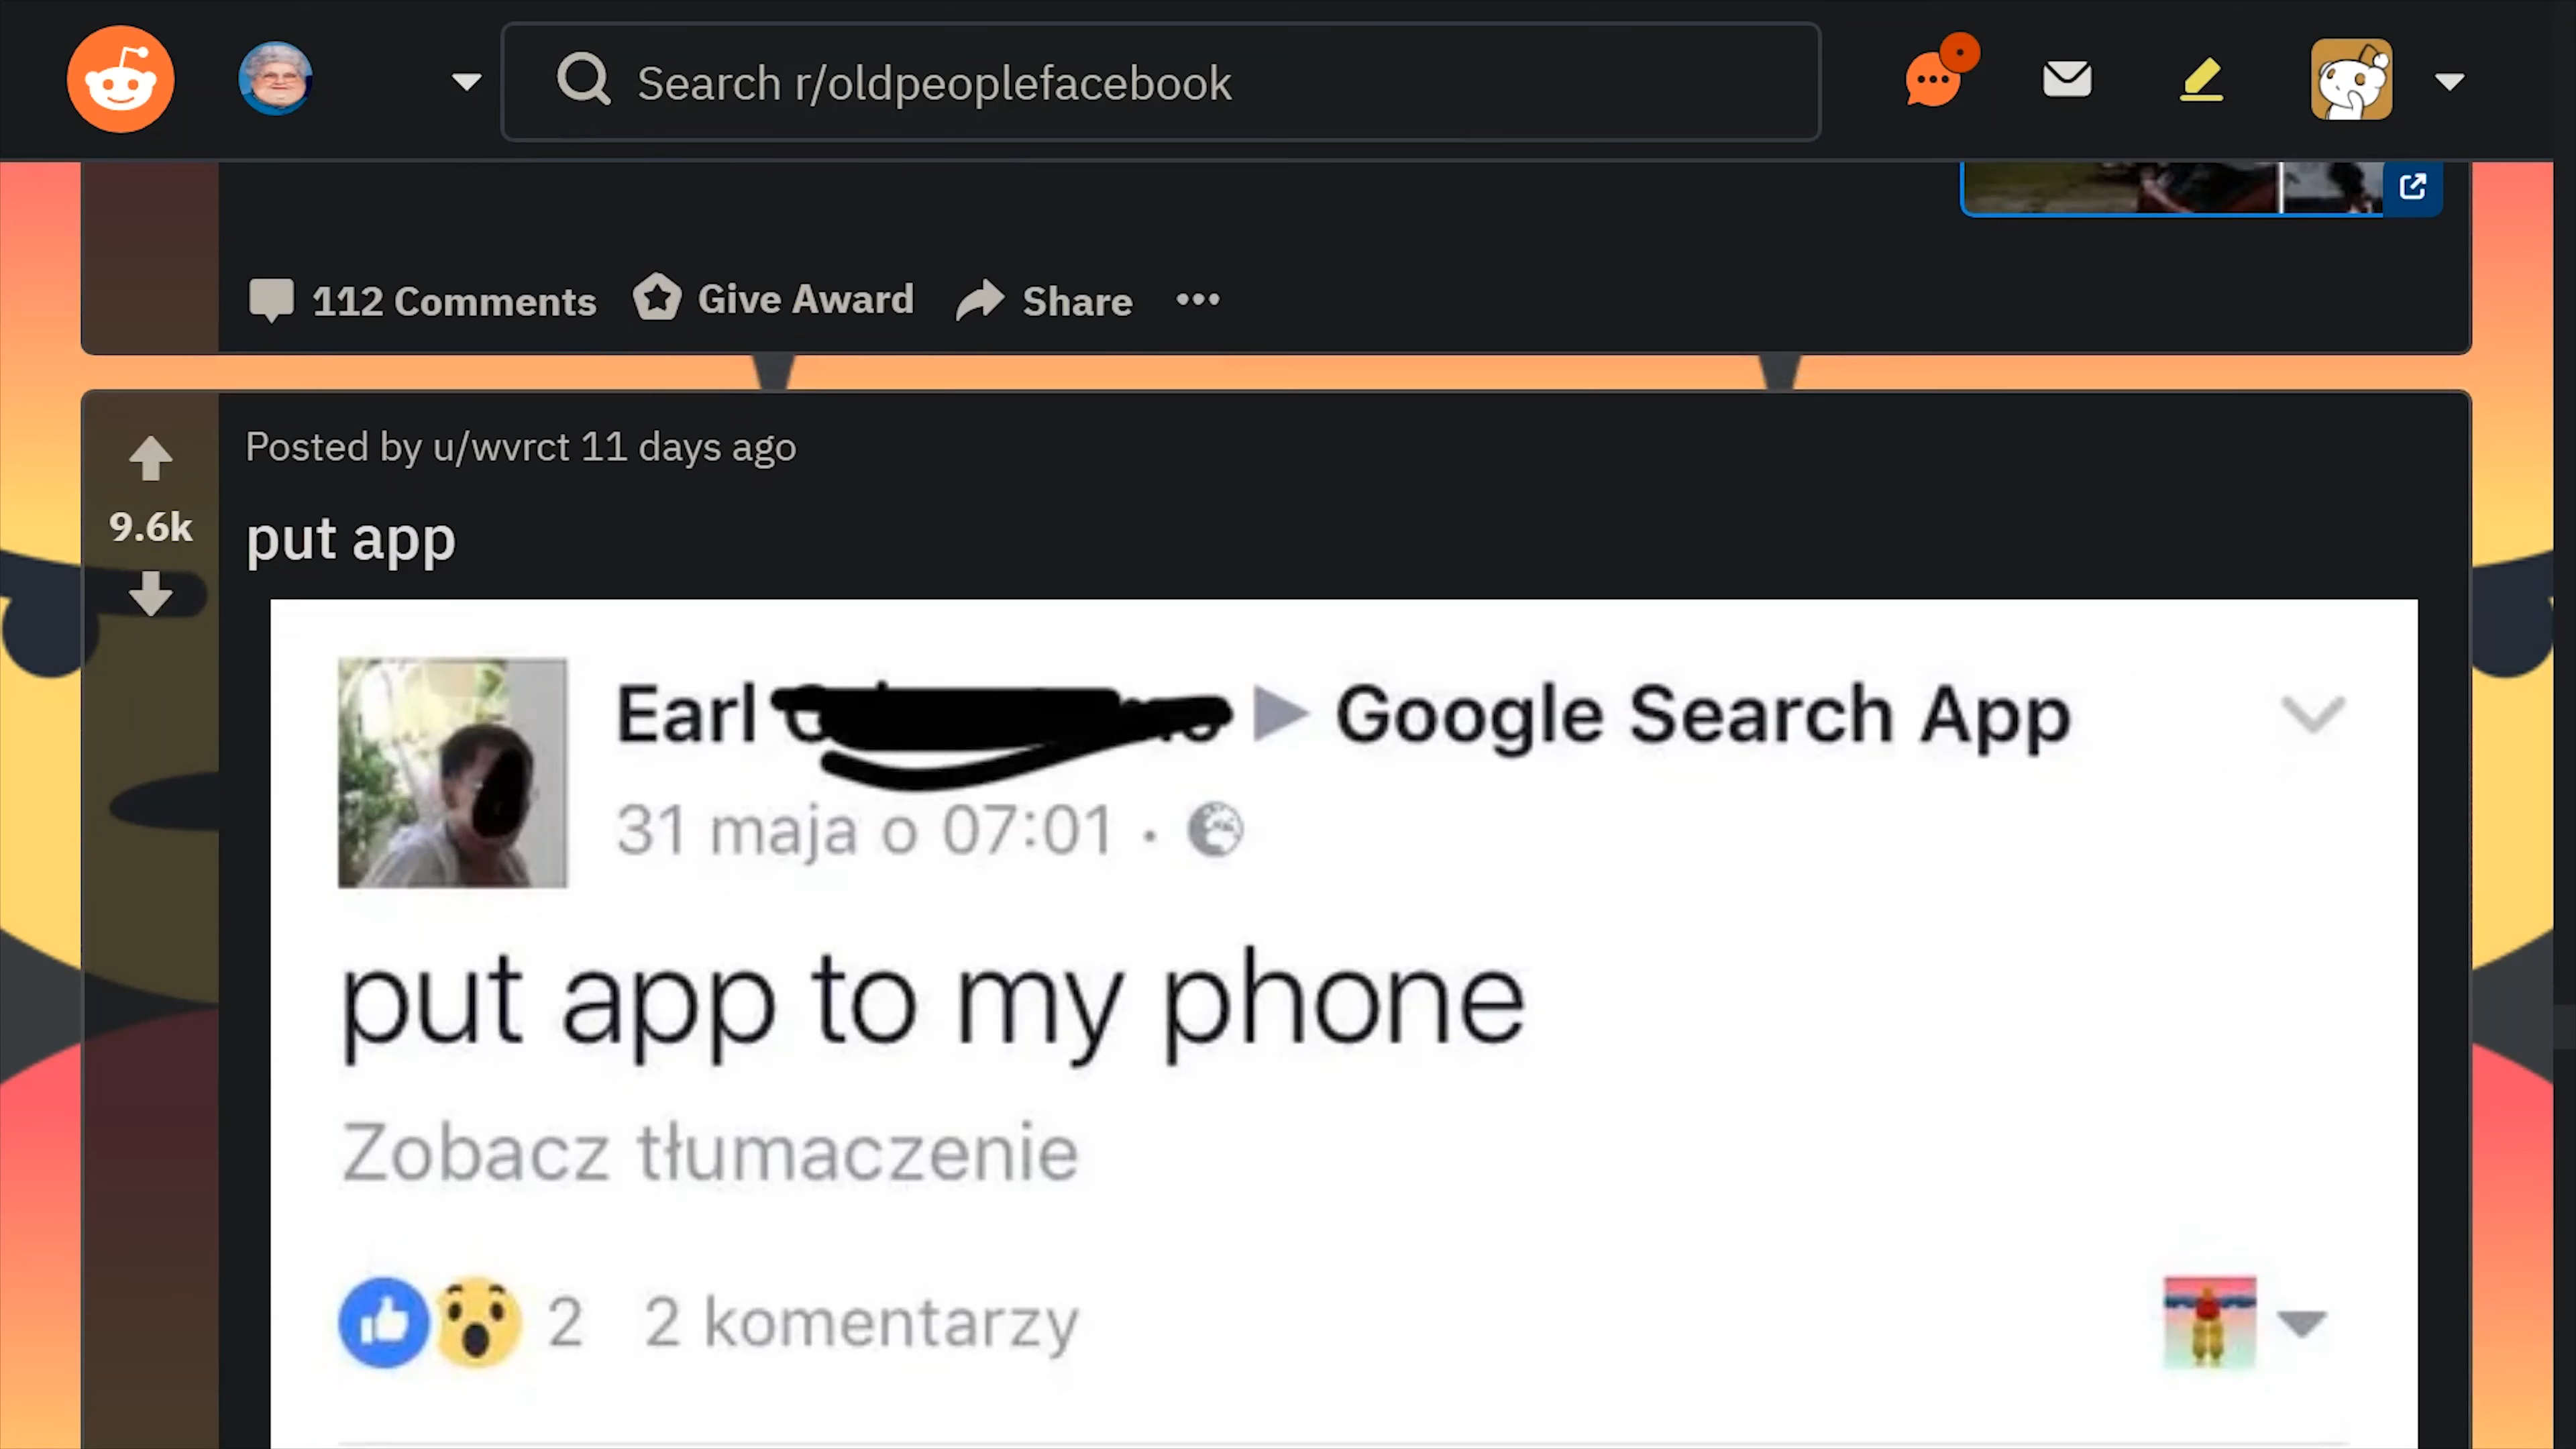 Search r/oldpeoplefacebook
112 Comments Give Award Share
Posted by u/wvrct 11 days ago
9.6k
put app
Earl Google Search App
31 maja o 07:01 ·
put app to my phone
Zobacz tłumaczenie
2 2 komentarzy